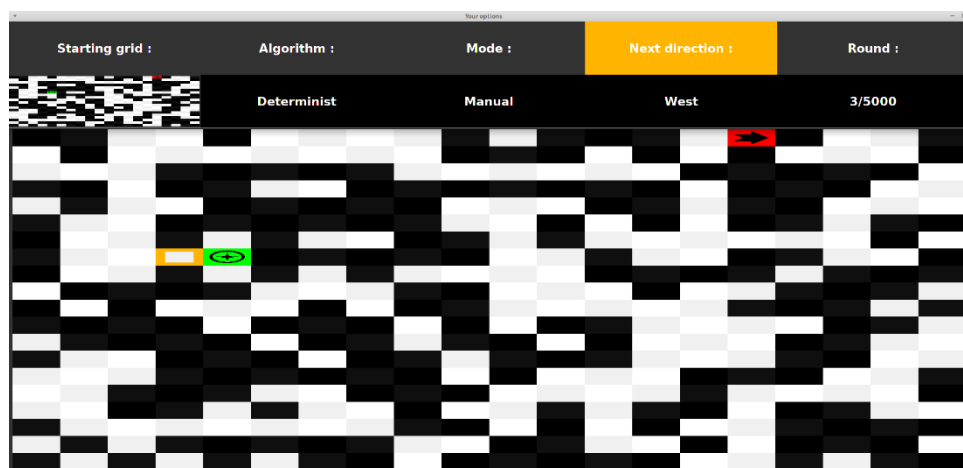 Your options
Starting grid : Algorithm : Mode : Next direction : Round :
Determinist Manual West 3/5000